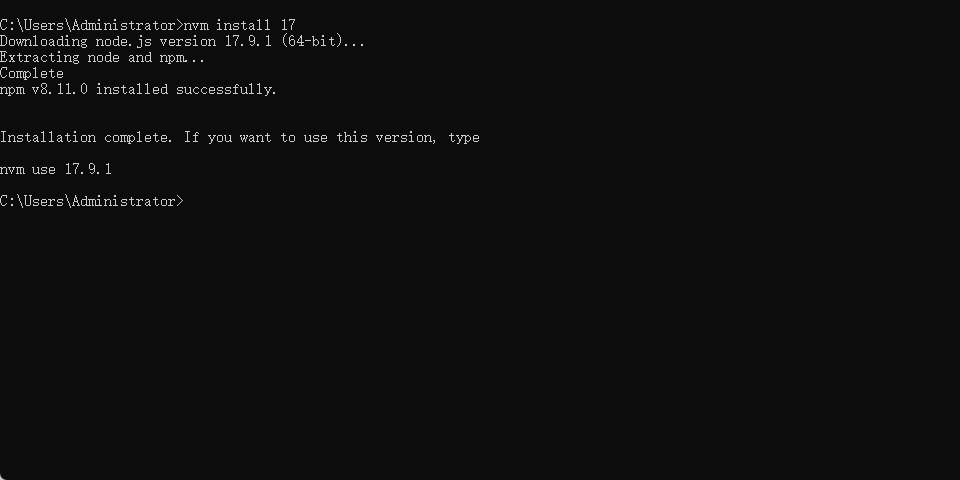 C:\Users\Administrator>nvm install 17
Downloading node.js version 17.9.1 (64-bit)...
Extracting node and npm...
Complete
npm v8.11.0 installed successfully.
Installation complete. If you want to use this version, type
nvm use 17.9.1
C:\Users\Administrator>